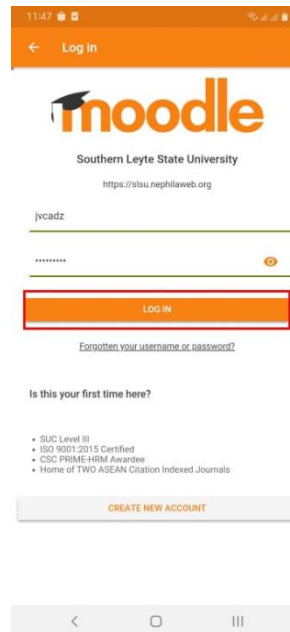 11:47
Log in
moodle
Southern Leyte State University
https://slsu.nephilaweb.org
jvcadz
•••••••••
LOG IN
Forgotten your username or password?
Is this your first time here?
• SUC Level III
• ISO 9001:2015 Certified
• CSC PRIME-HRM Awardee
• Home of TWO ASEAN Citation Indexed Journals
CREATE NEW ACCOUNT